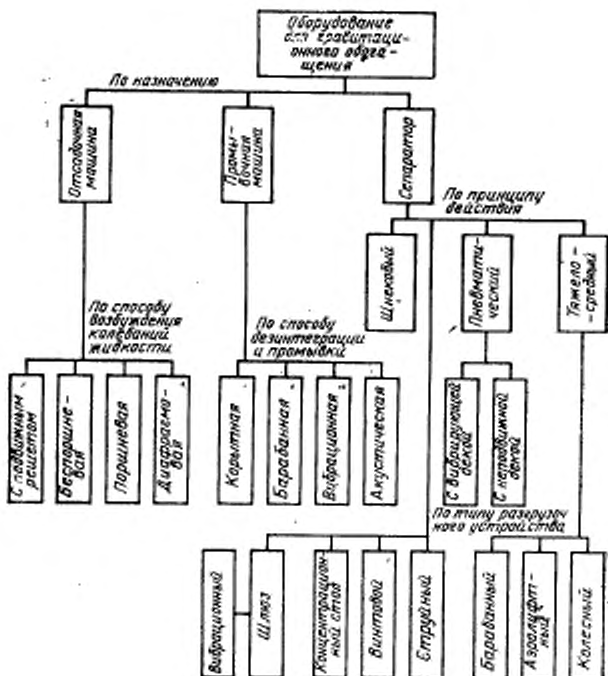 Оборудование
для гравитаци-
онного обога-
щения
По назначению
Отсадочная
машина
Промы-
вочная
машина
Сепаратор
По принципу
действия
Шнековый
Пневмати-
ческий
Тяжело-
-средный
По способу
возбуждения
колебаний
жидкости
По способу
дезинтеграции
и промывки
С подвижным
решетом
Беспоршне-
вая
Поршневая
Диафрагмо-
вая
Корытная
Барабанная
Вибрационная
Акустическая
С вибрирующей
декой
С неподвижной
декой
По типу разгрузоч
ного устройства
Вибрационный
Шлюз
Концентрацион
ный стол
Винтовой
Струйный
Барабанный
Аэролифт-
ный
Колесный